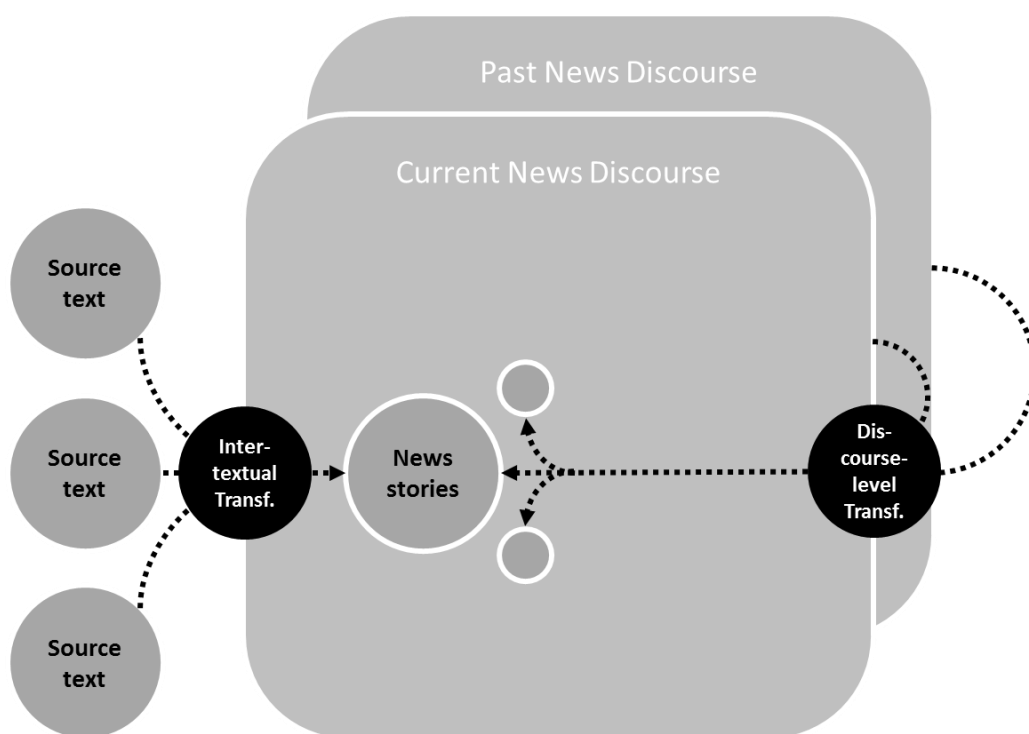 Past News Discourse
Current News Discourse
Source
text
Source
text
Inter-
textual
Transf.
News
stories
Dis-
course-
level
Transf.
Source
text